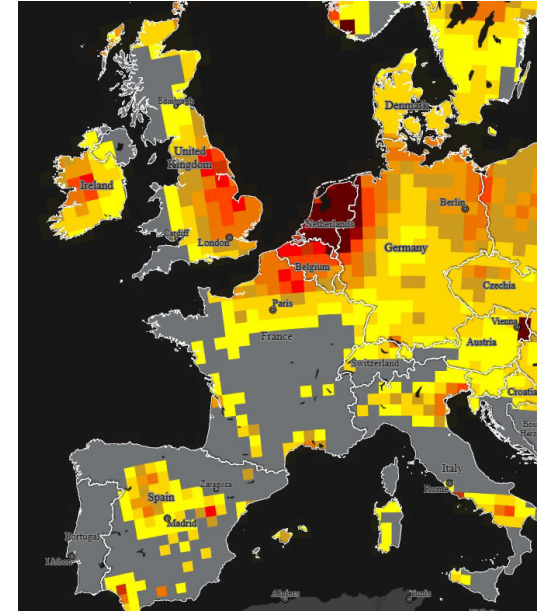 Edinburgh
Denmark
United
Kingdom
Ireland
Netherlands
Berlin
Cardiff
London
Germany
Belgium
Czechia
Paris
Vienna
France
Austria
Switzerland
Croatia
Italy
Rome
Zaragoza
Spain
Madrid
Portugal
Lisbon
Algiers
Tunis